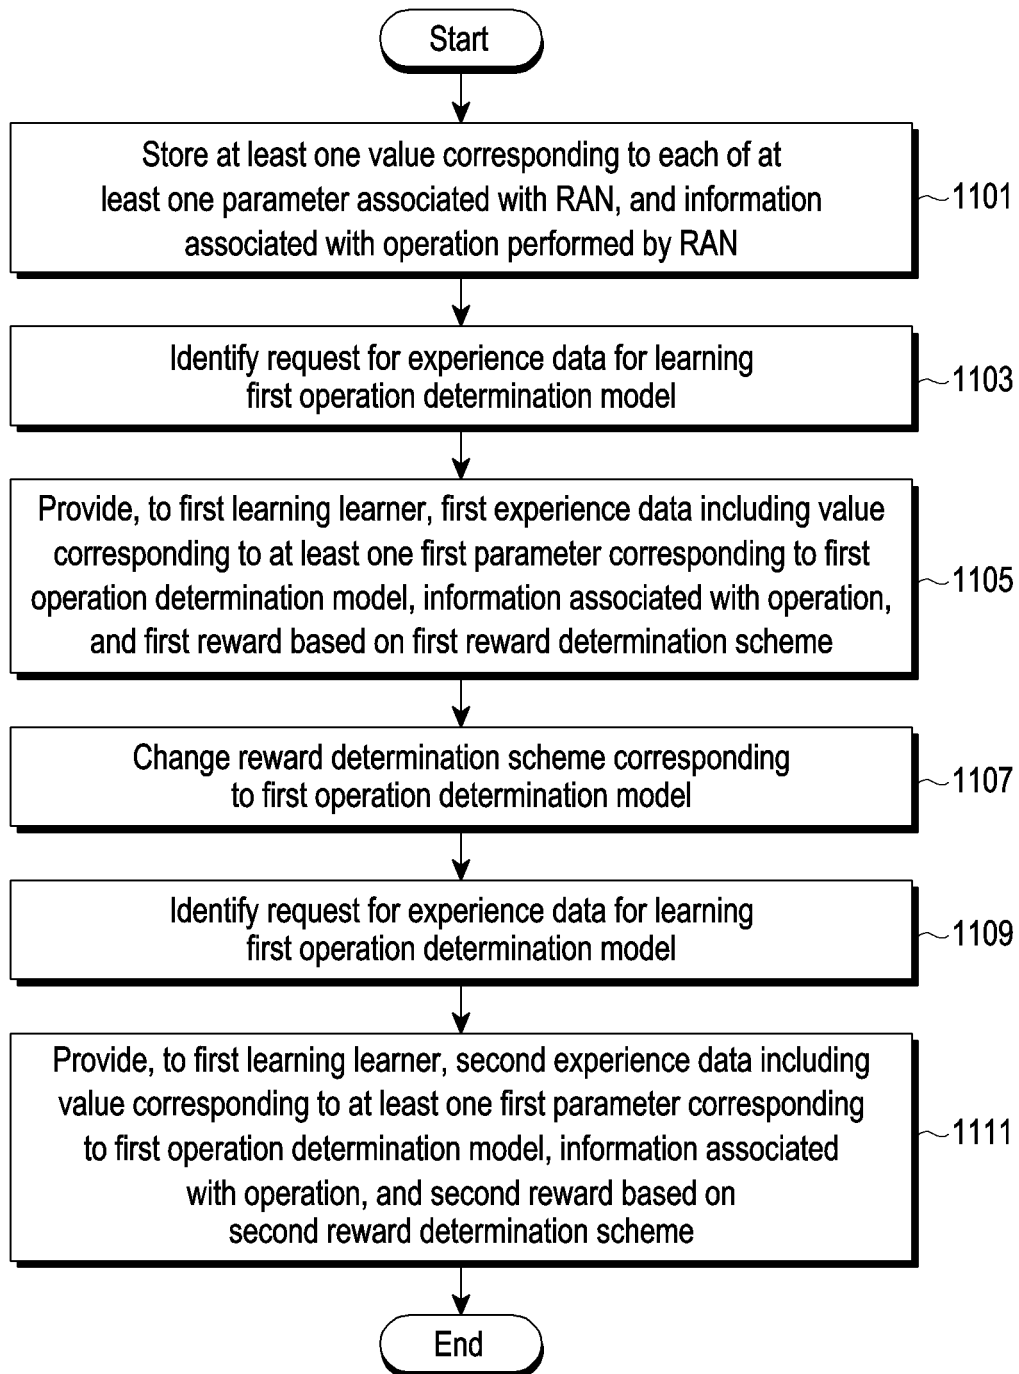 Start
Store at least one value corresponding to each of at
least one parameter associated with RAN, and information
associated with operation performed by RAN
1101
Identify request for experience data for learning
first operation determination model
1103
Provide, to first learning learner, first experience data including value
corresponding to at least one first parameter corresponding to first
operation determination model, information associated with operation,
and first reward based on first reward determination scheme
1105
Change reward determination scheme corresponding
to first operation determination model
1107
Identify request for experience data for learning
first operation determination model
1109
Provide, to first learning learner, second experience data including
value corresponding to at least one first parameter corresponding
to first operation determination model, information associated
with operation, and second reward based on
second reward determination scheme
1111
End